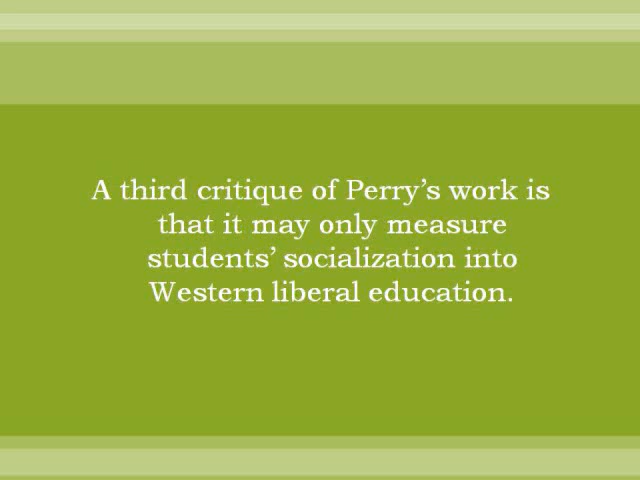 A third critique of Perry’s work is
that it may only measure
students’ socialization into
Western liberal education.